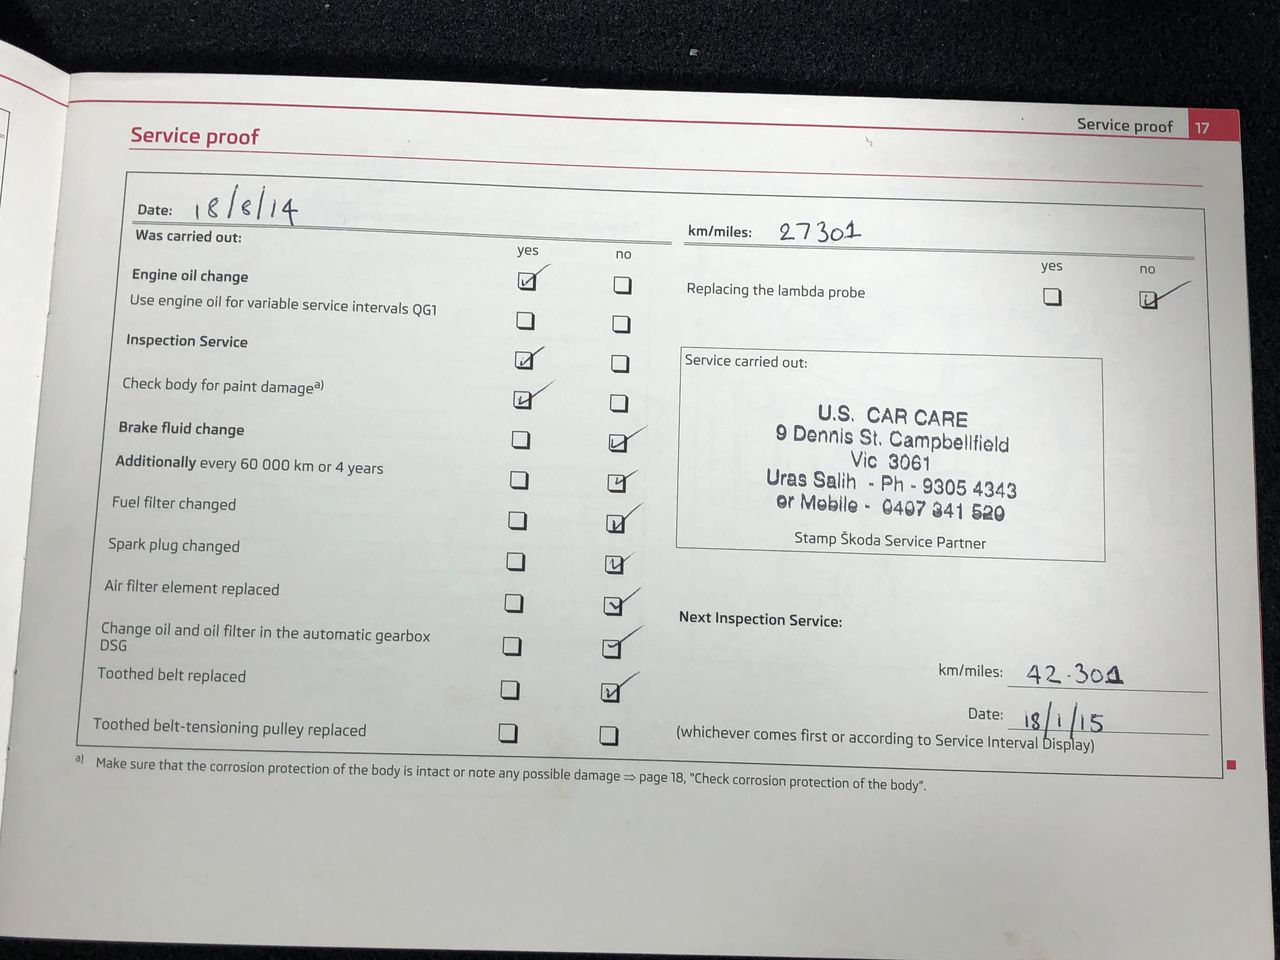 Service proof 17
Service proof
Date: 18/8/14
km/miles: 27301
Was carried out:
yes no
yes no
Engine oil change
Replacing the lambda probe
Use engine oil for variable service intervals QG1
Inspection Service
Check body for paint damagea)
Brake fluid change
Additionally every 60 000 km or 4 years
Fuel filter changed
Spark plug changed
Air filter element replaced
Change oil and oil filter in the automatic gearbox
DSG
Toothed belt replaced
Toothed belt-tensioning pulley replaced
Service carried out:
U.S. CAR CARE
9 Dennis St. Campbellfield
Vic 3061
Uras Salih - Ph - 9305 4343
or Mobile - 0407 341 520
Stamp Škoda Service Partner
Next Inspection Service:
km/miles: 42.301
Date: 18/1/15
(whichever comes first or according to Service Interval Display)
a) Make sure that the corrosion protection of the body is intact or note any possible damage ⇒ page 18, "Check corrosion protection of the body".